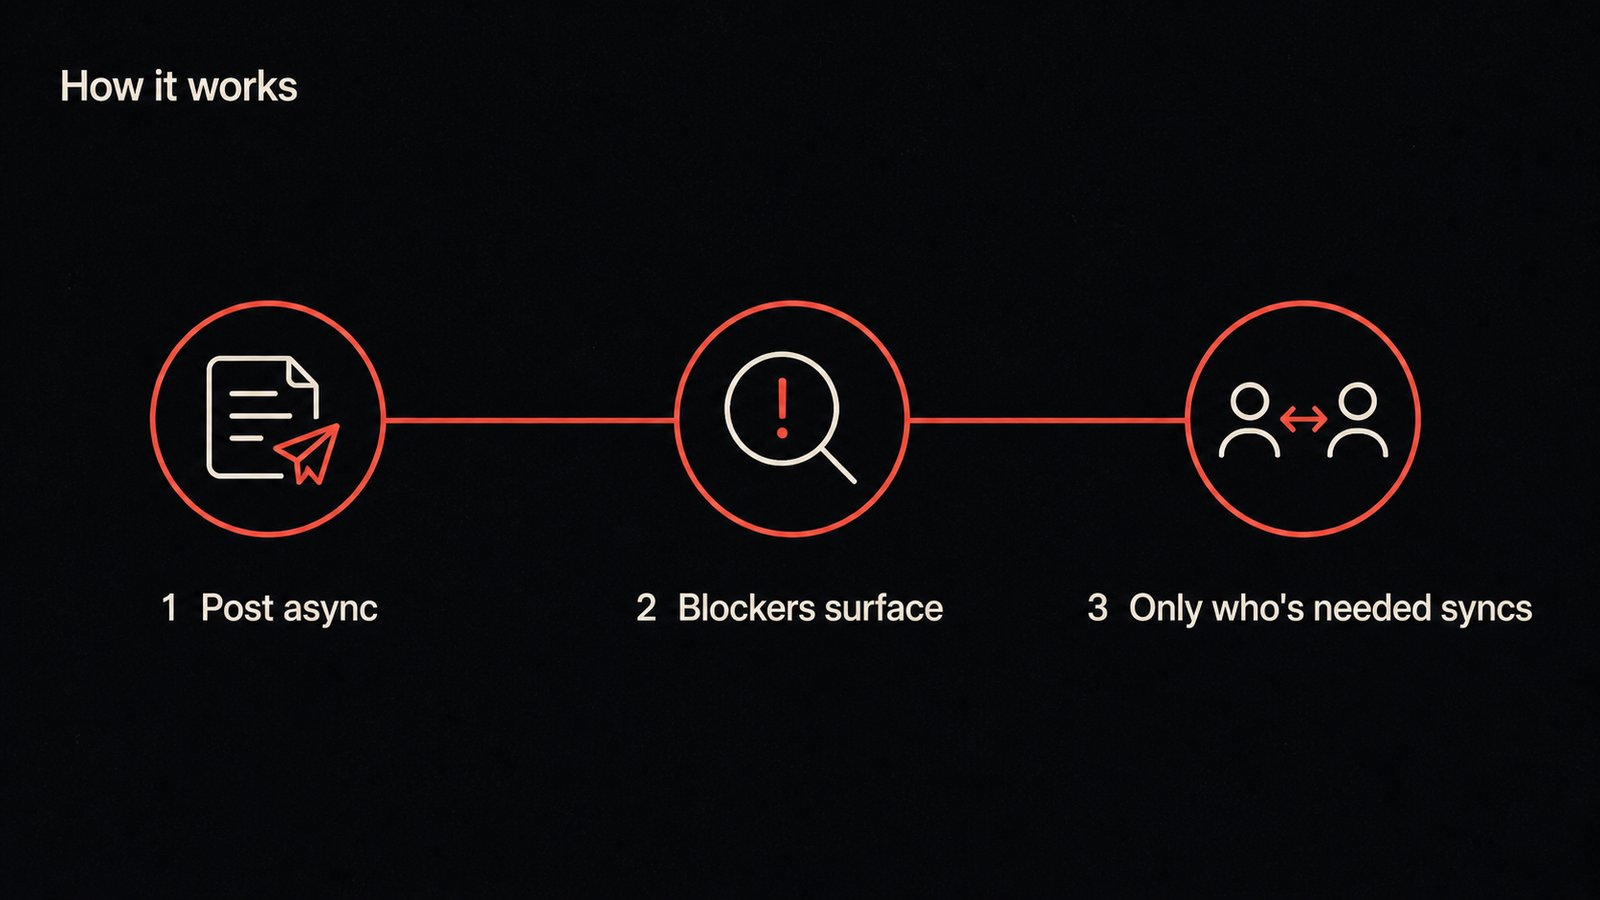 How it works
1 Post async
2 Blockers surface
3 Only who's needed syncs